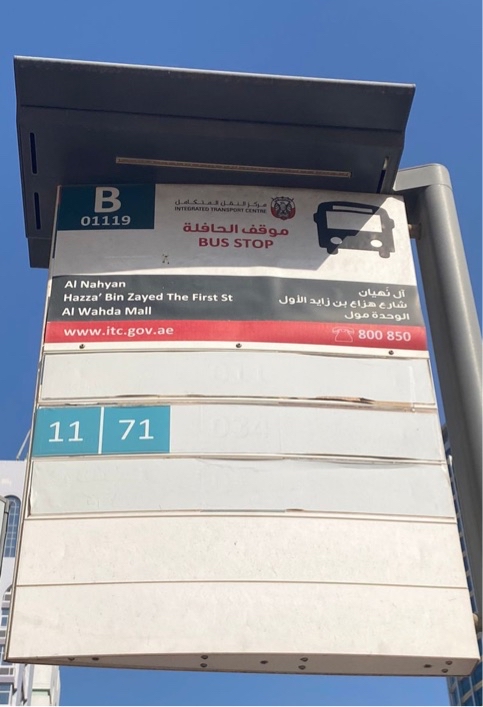 B
01119
مركز النقل المتكامل
INTEGRATED TRANSPORT CENTRE
موقف الحافلة
BUS STOP
Al Nahyan
Hazza' Bin Zayed The First St
Al Wahda Mall
آل نهيان
شارع هزاع بن زايد الأول
الوحدة مول
www.itc.gov.ae
800 850
11 71